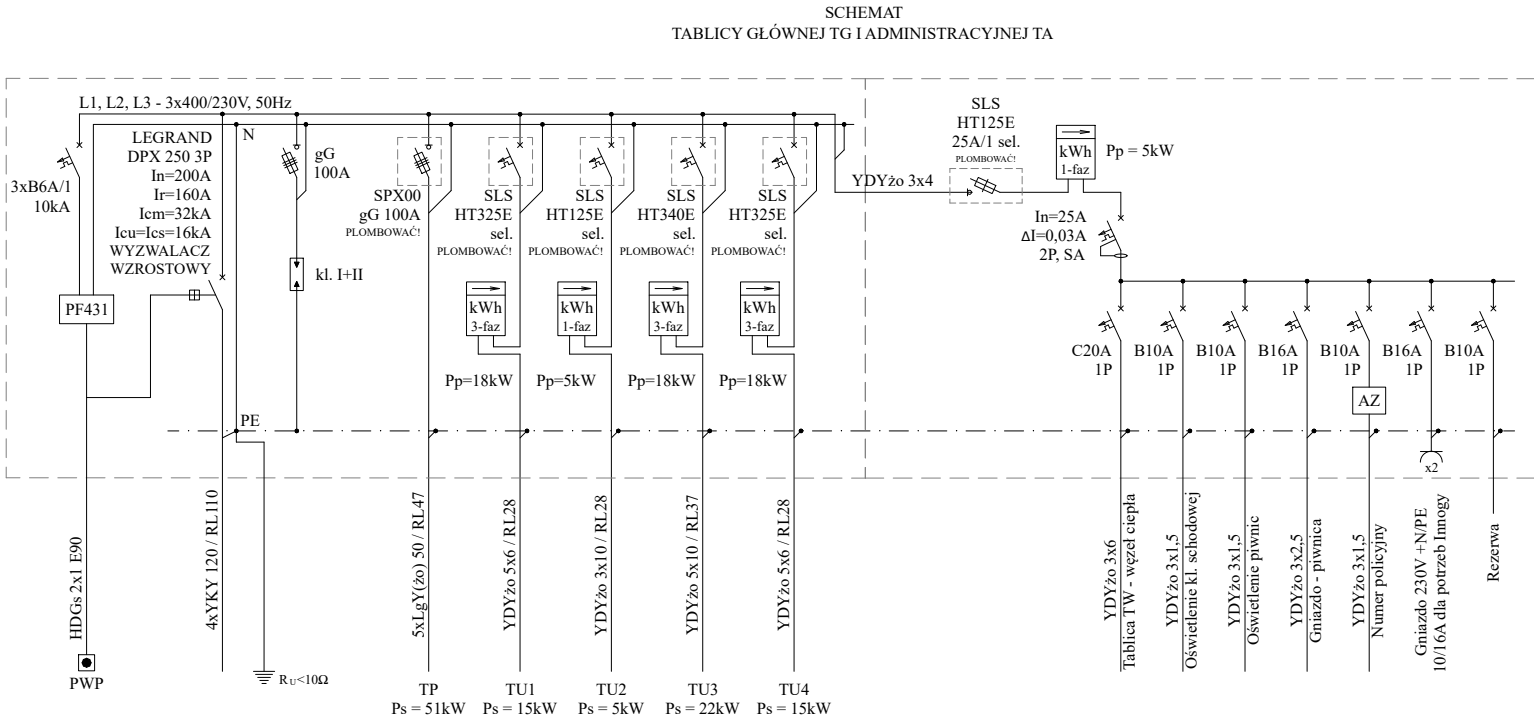 SCHEMAT
TABLICY GŁÓWNEJ TG I ADMINISTRACYJNEJ TA
L1, L2, L3 - 3x400/230V, 50Hz
N
3xB6A/1
10kA
LEGRAND
DPX 250 3P
In=200A
Ir=160A
Icm=32kA
Icu=Ics=16kA
WYZWALACZ
WZROSTOWY
PF431
gG
100A
kl. I+II
PE
SPX00
gG 100A
PLOMBOWAĆ!
SLS
HT325E
sel.
PLOMBOWAĆ!
kWh
3-faz
Pp=18kW
SLS
HT125E
sel.
PLOMBOWAĆ!
kWh
1-faz
Pp=5kW
SLS
HT340E
sel.
PLOMBOWAĆ!
kWh
3-faz
Pp=18kW
SLS
HT325E
sel.
PLOMBOWAĆ!
kWh
3-faz
Pp=18kW
YDYżo 3x4
SLS
HT125E
25A/1 sel.
PLOMBOWAĆ!
kWh
1-faz
Pp = 5kW
In=25A
ΔI=0,03A
2P, SA
C20A
1P
B10A
1P
B10A
1P
B16A
1P
B10A
1P
B16A
1P
B10A
1P
AZ
x2
HDGs 2x1 E90
PWP
4xYKY 120 / RL110
RU<10Ω
5xLgY(żo) 50 / RL47
TP
Ps = 51kW
YDYżo 5x6 / RL28
TU1
Ps = 15kW
YDYżo 3x10 / RL28
TU2
Ps = 5kW
YDYżo 5x10 / RL37
TU3
Ps = 22kW
YDYżo 5x6 / RL28
TU4
Ps = 15kW
YDYżo 3x6
Tablica TW - węzeł ciepła
YDYżo 3x1,5
Oświetlenie kl. schodowej
YDYżo 3x1,5
Oświetlenie piwnic
YDYżo 3x2,5
Gniazdo - piwnica
YDYżo 3x1,5
Numer policyjny
Gniazdo 230V +N/PE
10/16A dla potrzeb Innogy
Rezerwa